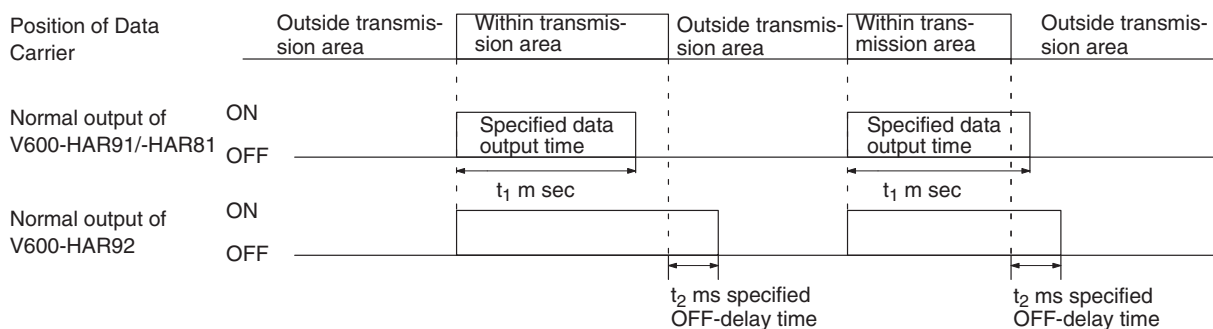 Position of Data
Carrier
Outside transmis-
sion area
Within transmis-
sion area
Outside transmis-
sion area
Within trans-
mission area
Outside transmis-
sion area
Normal output of
V600-HAR91/-HAR81
ON
OFF
Specified data
output time
t1 m sec
Specified data
output time
t1 m sec
Normal output of
V600-HAR92
ON
OFF
t2 ms specified
OFF-delay time
t2 ms specified
OFF-delay time